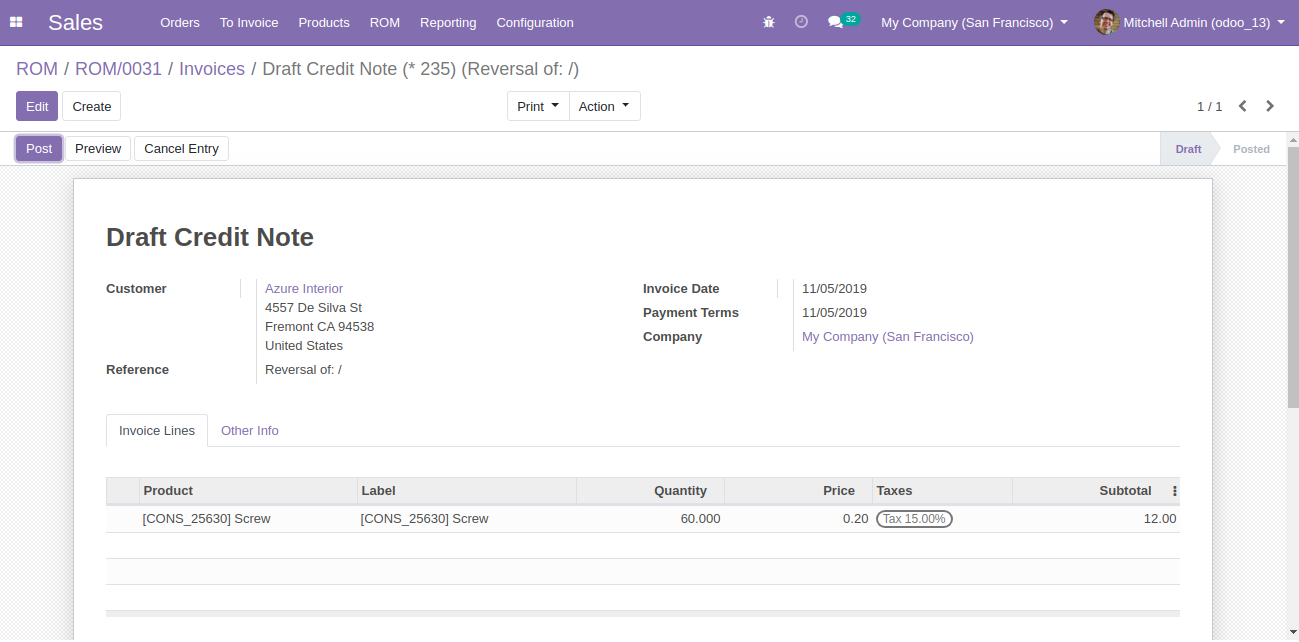 Sales Orders To Invoice Products ROM Reporting Configuration 32 My Company (San Francisco) Mitchell Admin (odoo_13)
ROM / ROM/0031 / Invoices / Draft Credit Note (* 235) (Reversal of: /)
Edit Create Print Action 1 / 1
Post Preview Cancel Entry Draft Posted
Draft Credit Note
Customer Azure Interior
4557 De Silva St
Fremont CA 94538
United States
Reference Reversal of: /
Invoice Date 11/05/2019
Payment Terms 11/05/2019
Company My Company (San Francisco)
Invoice Lines Other Info
Product Label Quantity Price Taxes Subtotal
[CONS_25630] Screw [CONS_25630] Screw 60.000 0.20 Tax 15.00% 12.00